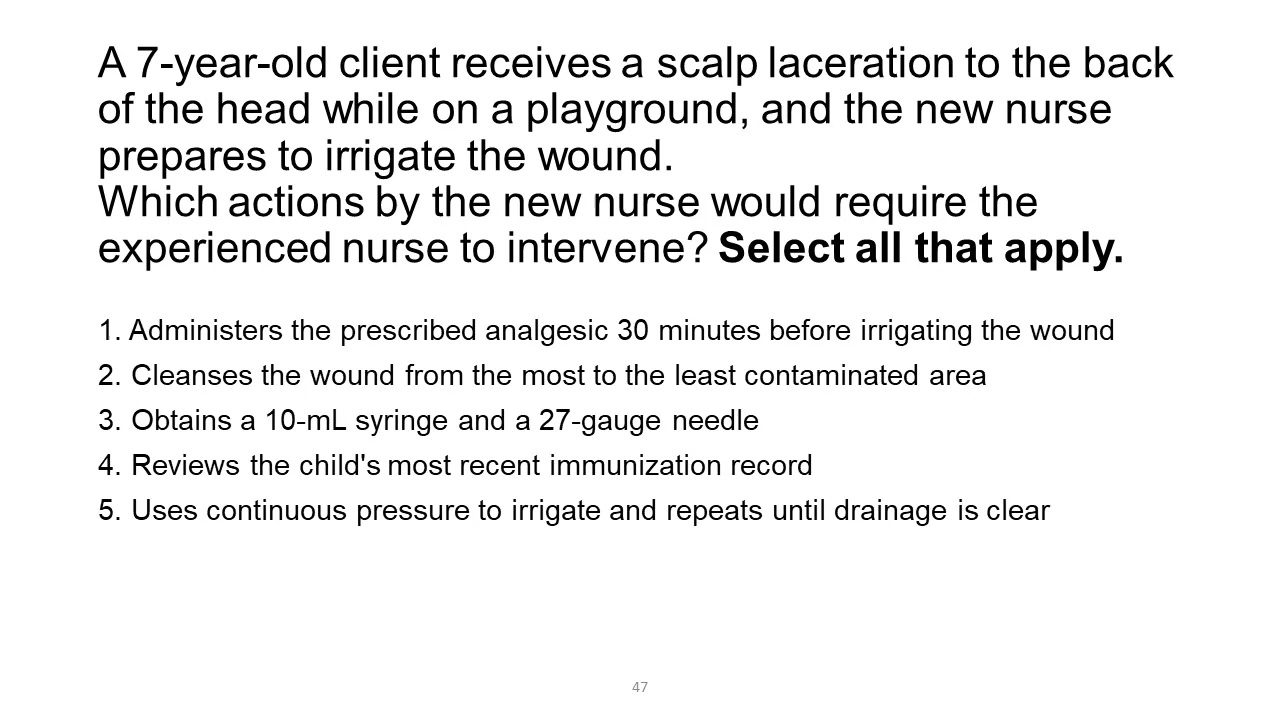 A 7-year-old client receives a scalp laceration to the back
of the head while on a playground, and the new nurse
prepares to irrigate the wound.
Which actions by the new nurse would require the
experienced nurse to intervene? Select all that apply.
1. Administers the prescribed analgesic 30 minutes before irrigating the wound
2. Cleanses the wound from the most to the least contaminated area
3. Obtains a 10-mL syringe and a 27-gauge needle
4. Reviews the child's most recent immunization record
5. Uses continuous pressure to irrigate and repeats until drainage is clear
47